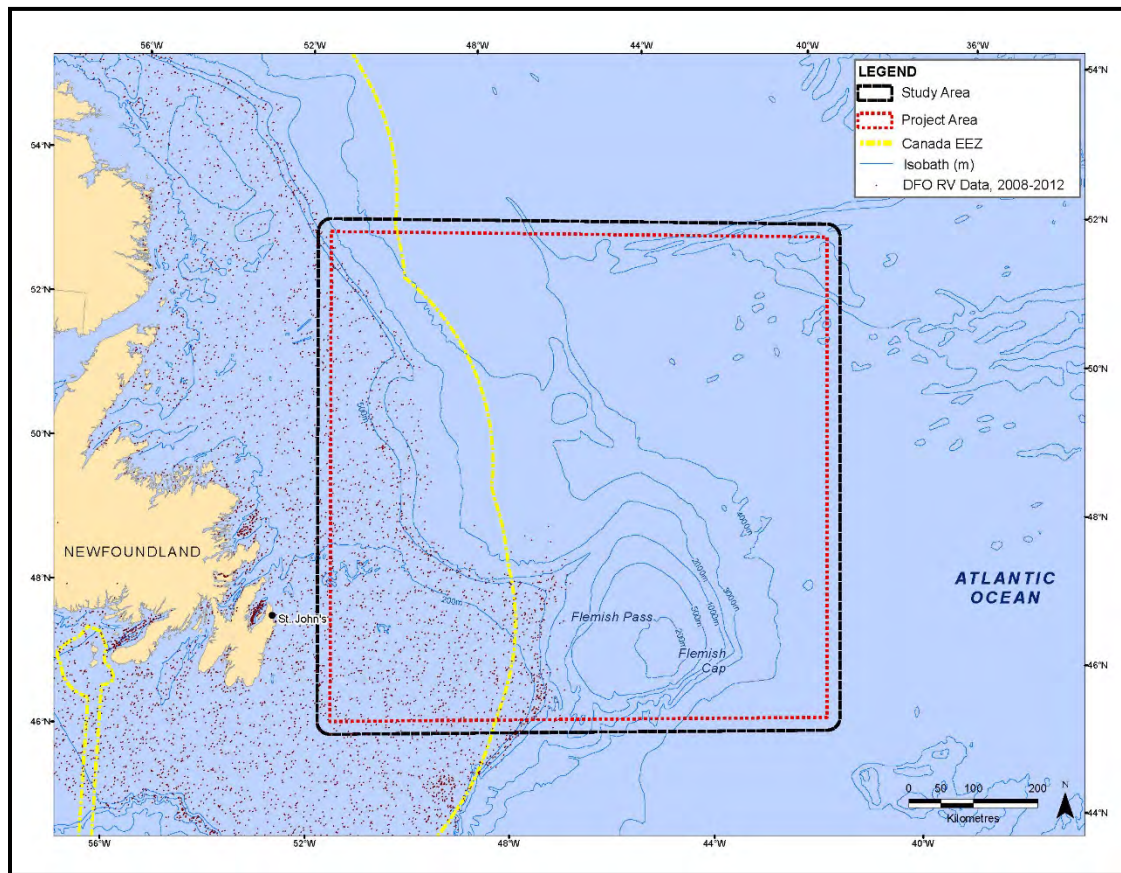 56°W 52°W 48°W 44°W 40°W 36°W
54°N
54°N
LEGEND
Study Area
Project Area
Canada EEZ
Isobath (m)
DFO RV Data, 2008-2012
52°N
52°N
50°N
50°N
500m
48°N
4000m
NEWFOUNDLAND
48°N
2000m
3000m
1000m
200m
500m
200m
ATLANTIC
OCEAN
St. John's
Flemish Pass
Flemish
Cap
46°N
46°N
0 50 100 200
Kilometres
N
44°N
56°W 52°W 48°W 44°W 40°W